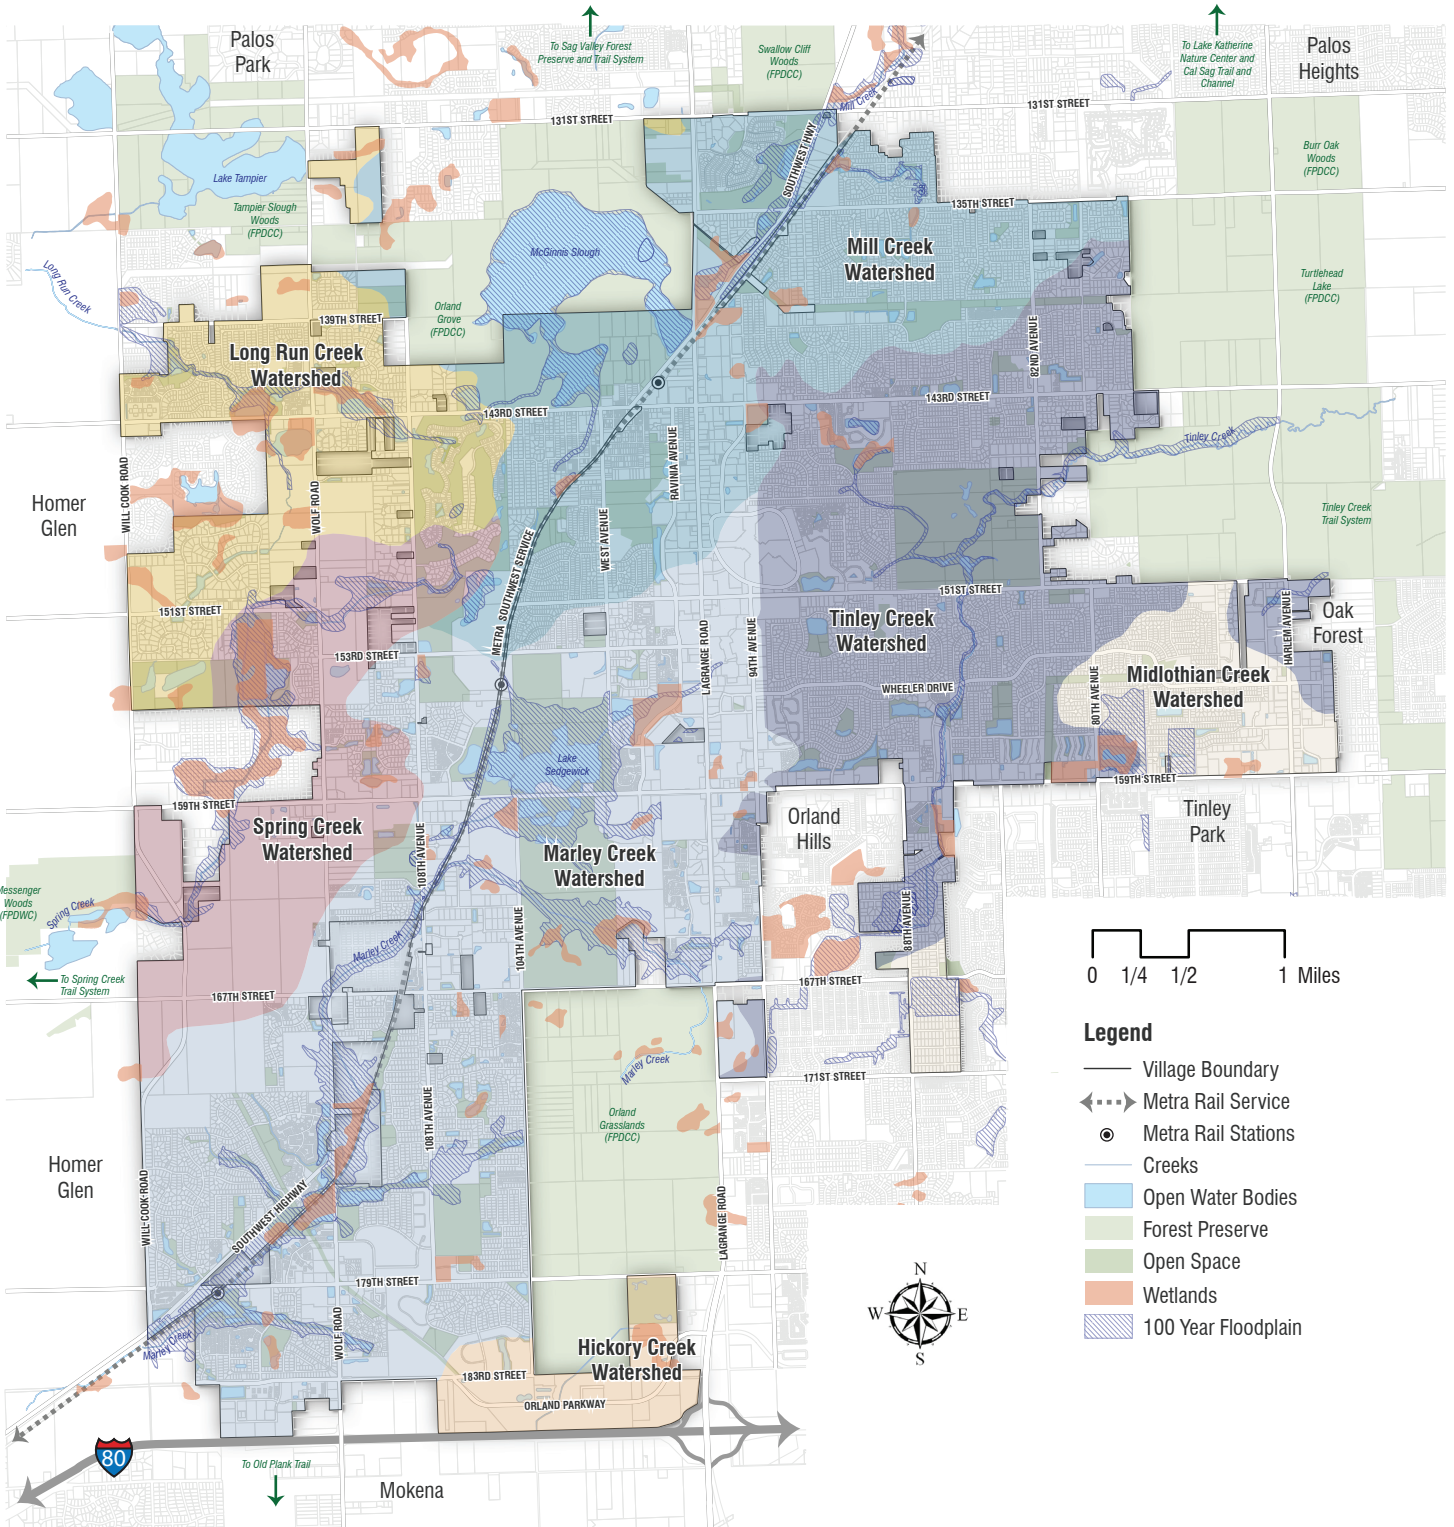 Palos
Park
To Sag Valley Forest
Preserve and Trail System
Swallow Cliff
Woods
(FPDCC)
To Lake Katherine
Nature Center and
Cal Sag Trail and
Channel
Palos
Heights
Mill Creek
131ST STREET
131ST STREET
SOUTHWEST HWY
Burr Oak
Woods
(FPDCC)
Lake Tampier
Tampier Slough
Woods
(FPDCC)
135TH STREET
McGinnis Slough
Mill Creek
Watershed
Long Run Creek
Turtlehead
Lake
(FPDCC)
Orland
Grove
(FPDCC)
139TH STREET
Long Run Creek
Watershed
82ND AVENUE
143RD STREET
143RD STREET
Tinley Creek
RAVINIA AVENUE
WILL COOK ROAD
WOLF ROAD
Homer
Glen
Tinley Creek
Trail System
WEST AVENUE
METRA SOUTHWEST SERVICE
151ST STREET
151ST STREET
Tinley Creek
Watershed
LAGRANGE ROAD
94TH AVENUE
HARLEM AVENUE
Oak
Forest
153RD STREET
Midlothian Creek
Watershed
WHEELER DRIVE
80TH AVENUE
Lake
Sedgewick
159TH STREET
159TH STREET
Spring Creek
Watershed
Orland
Hills
Tinley
Park
108TH AVENUE
Marley Creek
Watershed
Messenger
Woods
(FPDWC)
Spring Creek
88TH AVENUE
104TH AVENUE
Marley Creek
To Spring Creek
Trail System
167TH STREET
167TH STREET
0 1/4 1/2 1 Miles
Legend
Village Boundary
Metra Rail Service
Metra Rail Stations
Creeks
Open Water Bodies
Forest Preserve
Open Space
Wetlands
100 Year Floodplain
Marley Creek
171ST STREET
108TH AVENUE
Orland
Grasslands
(FPDCC)
Homer
Glen
WILL-COOK ROAD
SOUTHWEST HIGHWAY
LAGRANGE ROAD
179TH STREET
N
W E
S
WOLF ROAD
Marley Creek
Hickory Creek
Watershed
183RD STREET
ORLAND PARKWAY
80
To Old Plank Trail
Mokena